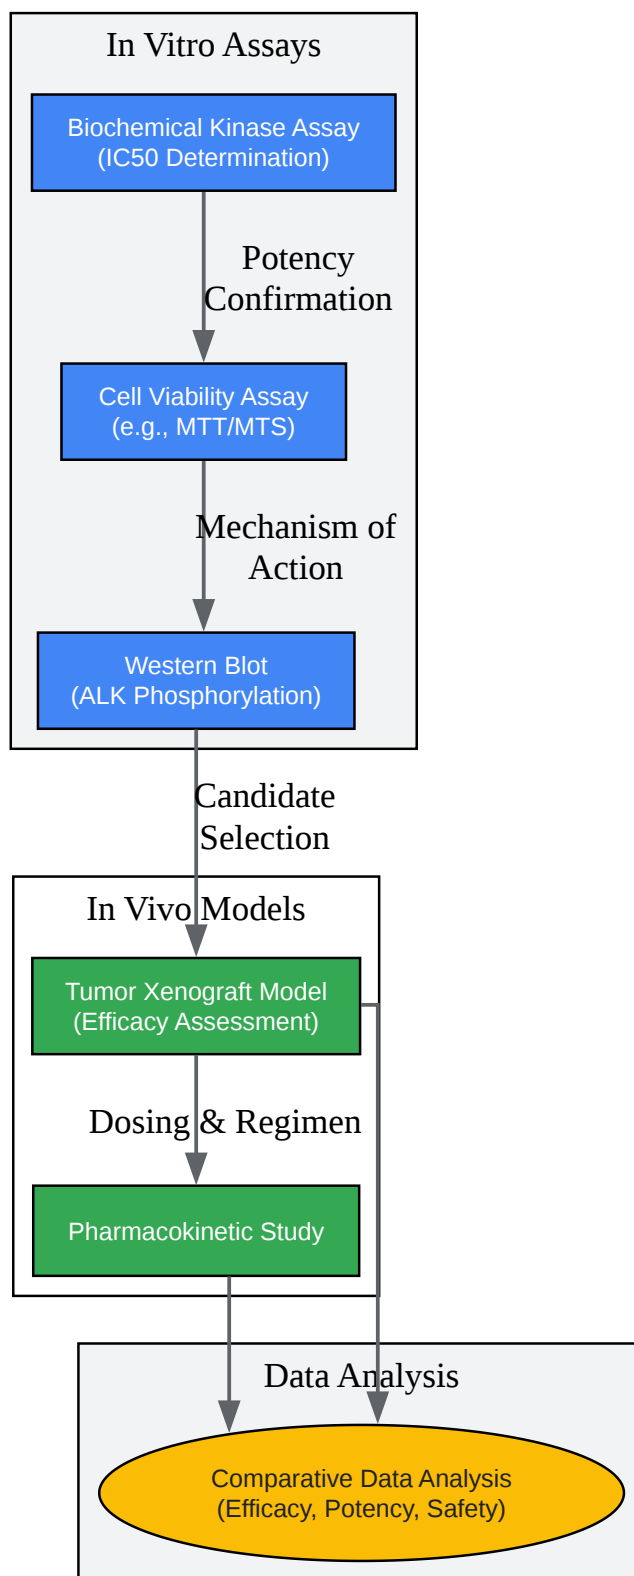 In Vitro Assays
Biochemical Kinase Assay
(IC50 Determination)
Potency
Confirmation
Cell Viability Assay
(e.g., MTT/MTS)
Mechanism of
Action
Western Blot
(ALK Phosphorylation)
Candidate
Selection
In Vivo Models
Tumor Xenograft Model
(Efficacy Assessment)
Dosing & Regimen
Pharmacokinetic Study
Data Analysis
Comparative Data Analysis
(Efficacy, Potency, Safety)